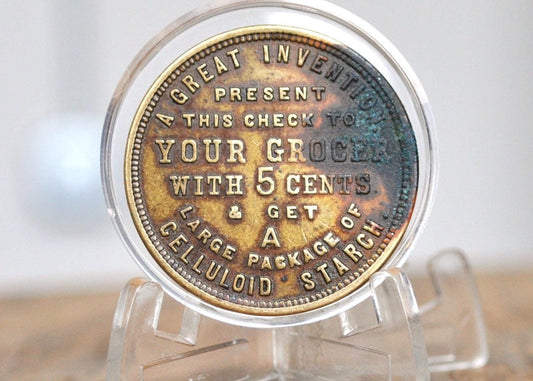 A GREAT INVENTION
PRESENT
THIS CHECK TO
YOUR GROCER
WITH 5 CENTS.
& GET
A
LARGE PACKAGE OF
CELLULOID STARCH.